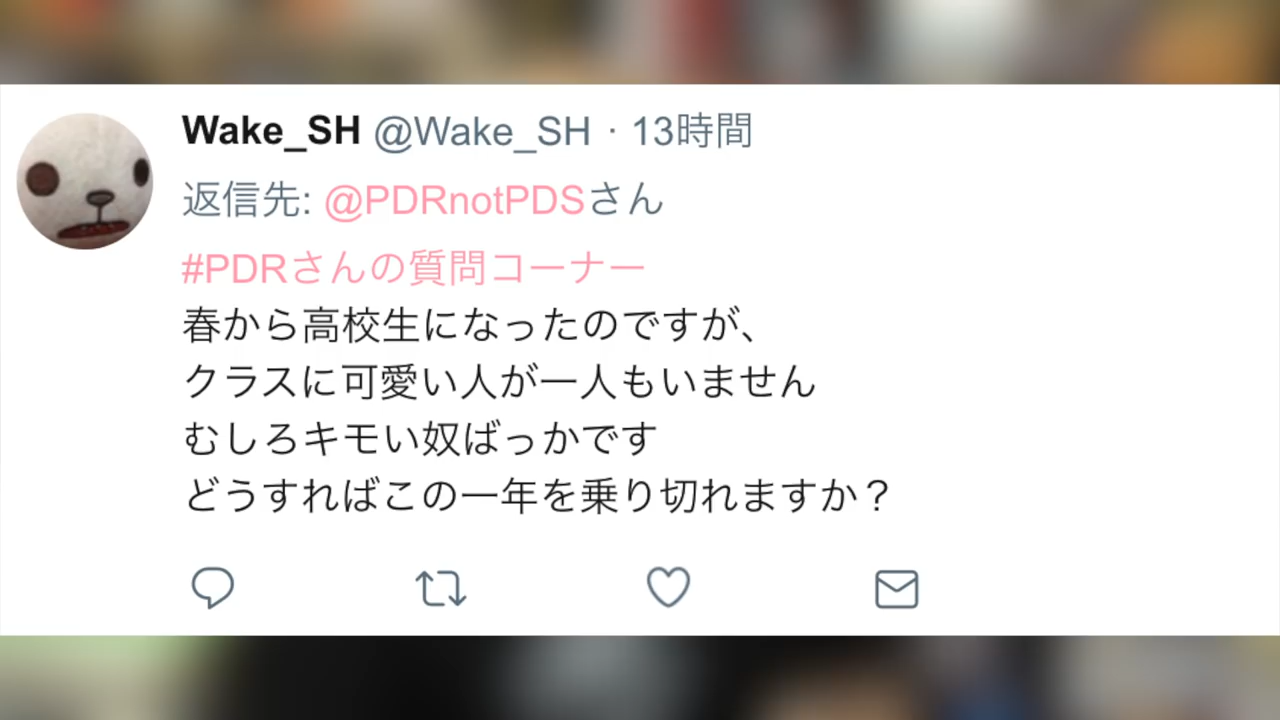 Wake_SH @Wake_SH · 13時間
返信先: @PDRnotPDSさん
#PDRさんの質問コーナー
春から高校生になったのですが、
クラスに可愛い人が一人もいません
むしろキモい奴ばっかです
どうすればこの一年を乗り切れますか？